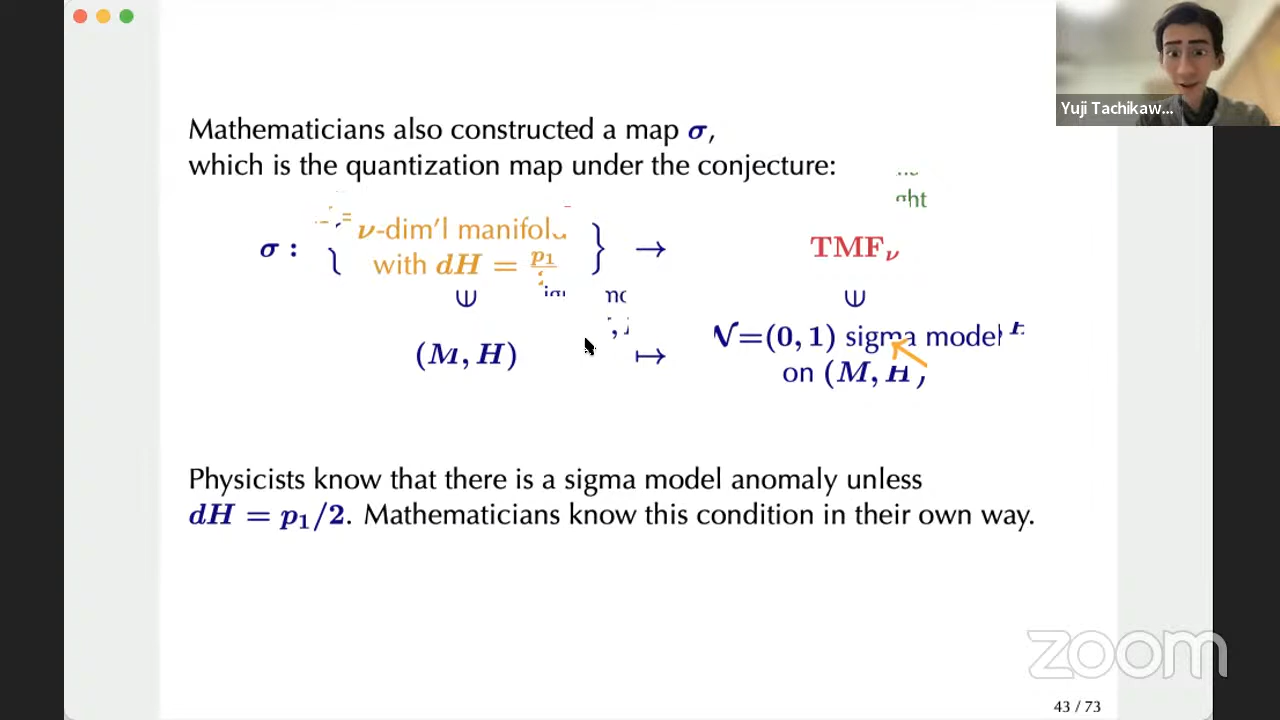 Yuji Tachikaw...
Mathematicians also constructed a map σ,
which is the quantization map under the conjecture:
σ : { ν-dim'l with dH = p₁ } → TMF_ν
⋓ ⋓
(M, H) ↦ N=(0, 1) sigma model
on (M, H)
Physicists know that there is a sigma model anomaly unless
dH = p₁/2. Mathematicians know this condition in their own way.
zoom
43 / 73